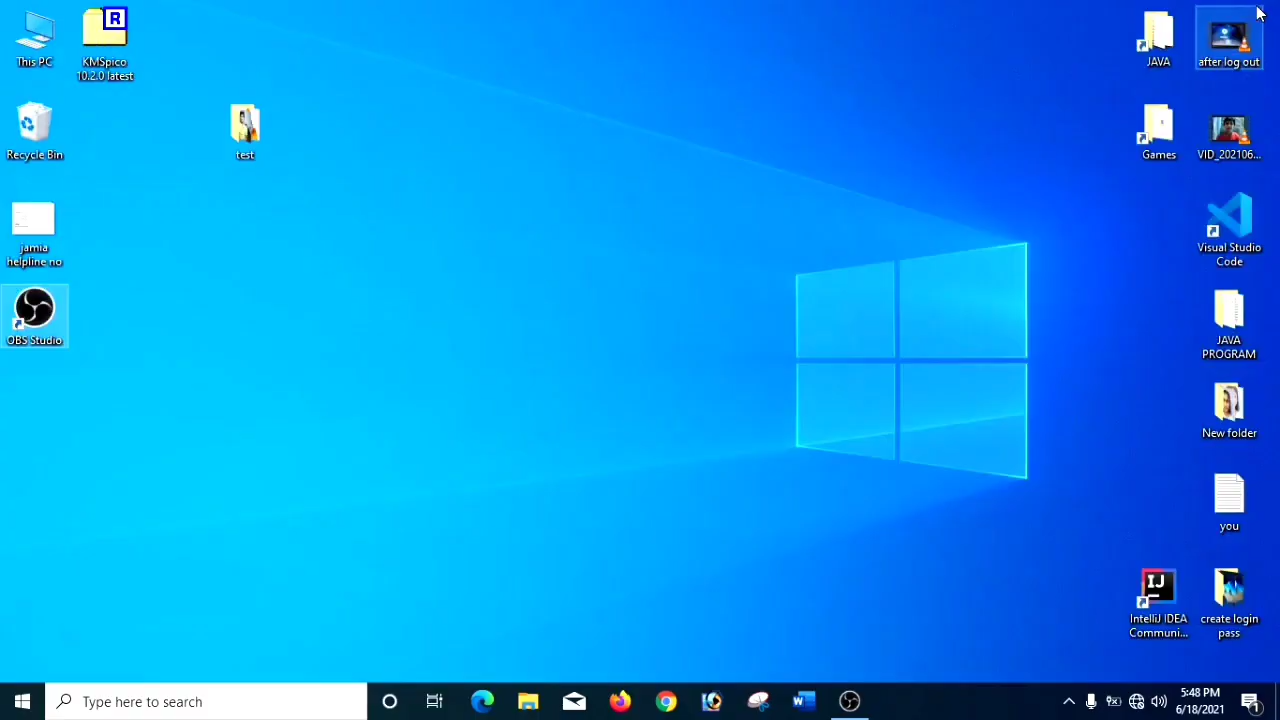 This PC
R
KMSpico
10.2.0 latest
JAVA
after log out
Recycle Bin
test
Games
VID_202106...
jamia
helpline no
Visual Studio
Code
OBS Studio
JAVA
PROGRAM
New folder
you
IJ
IntelliJ IDEA
Communi...
create login
pass
Type here to search
5:48 PM
6/18/2021
1